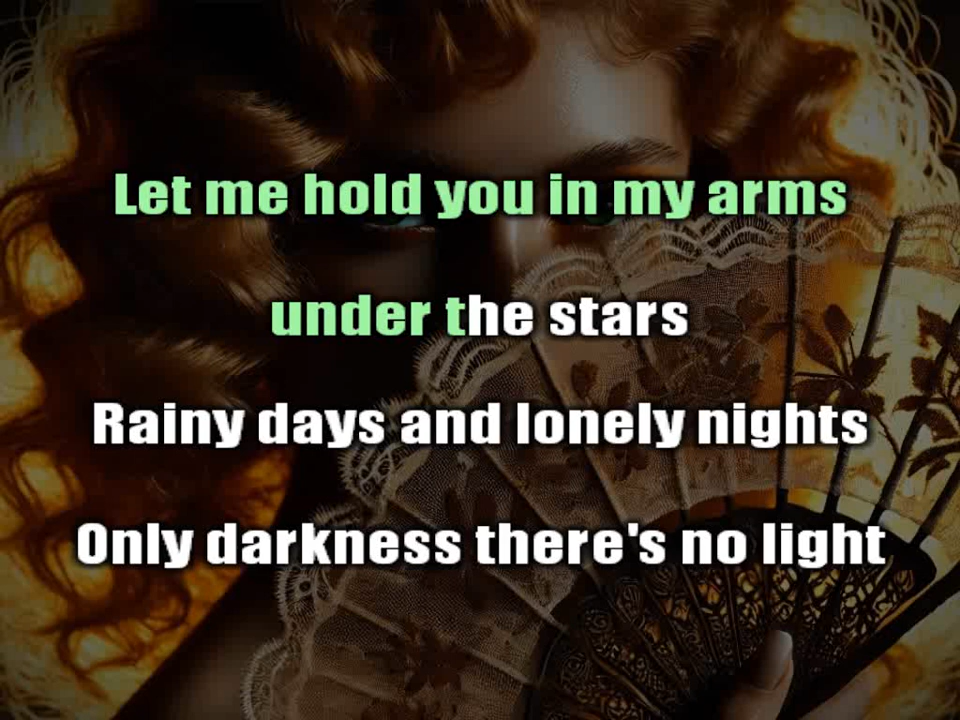 Let me hold you in my arms
under the stars
Rainy days and lonely nights
Only darkness there's no light